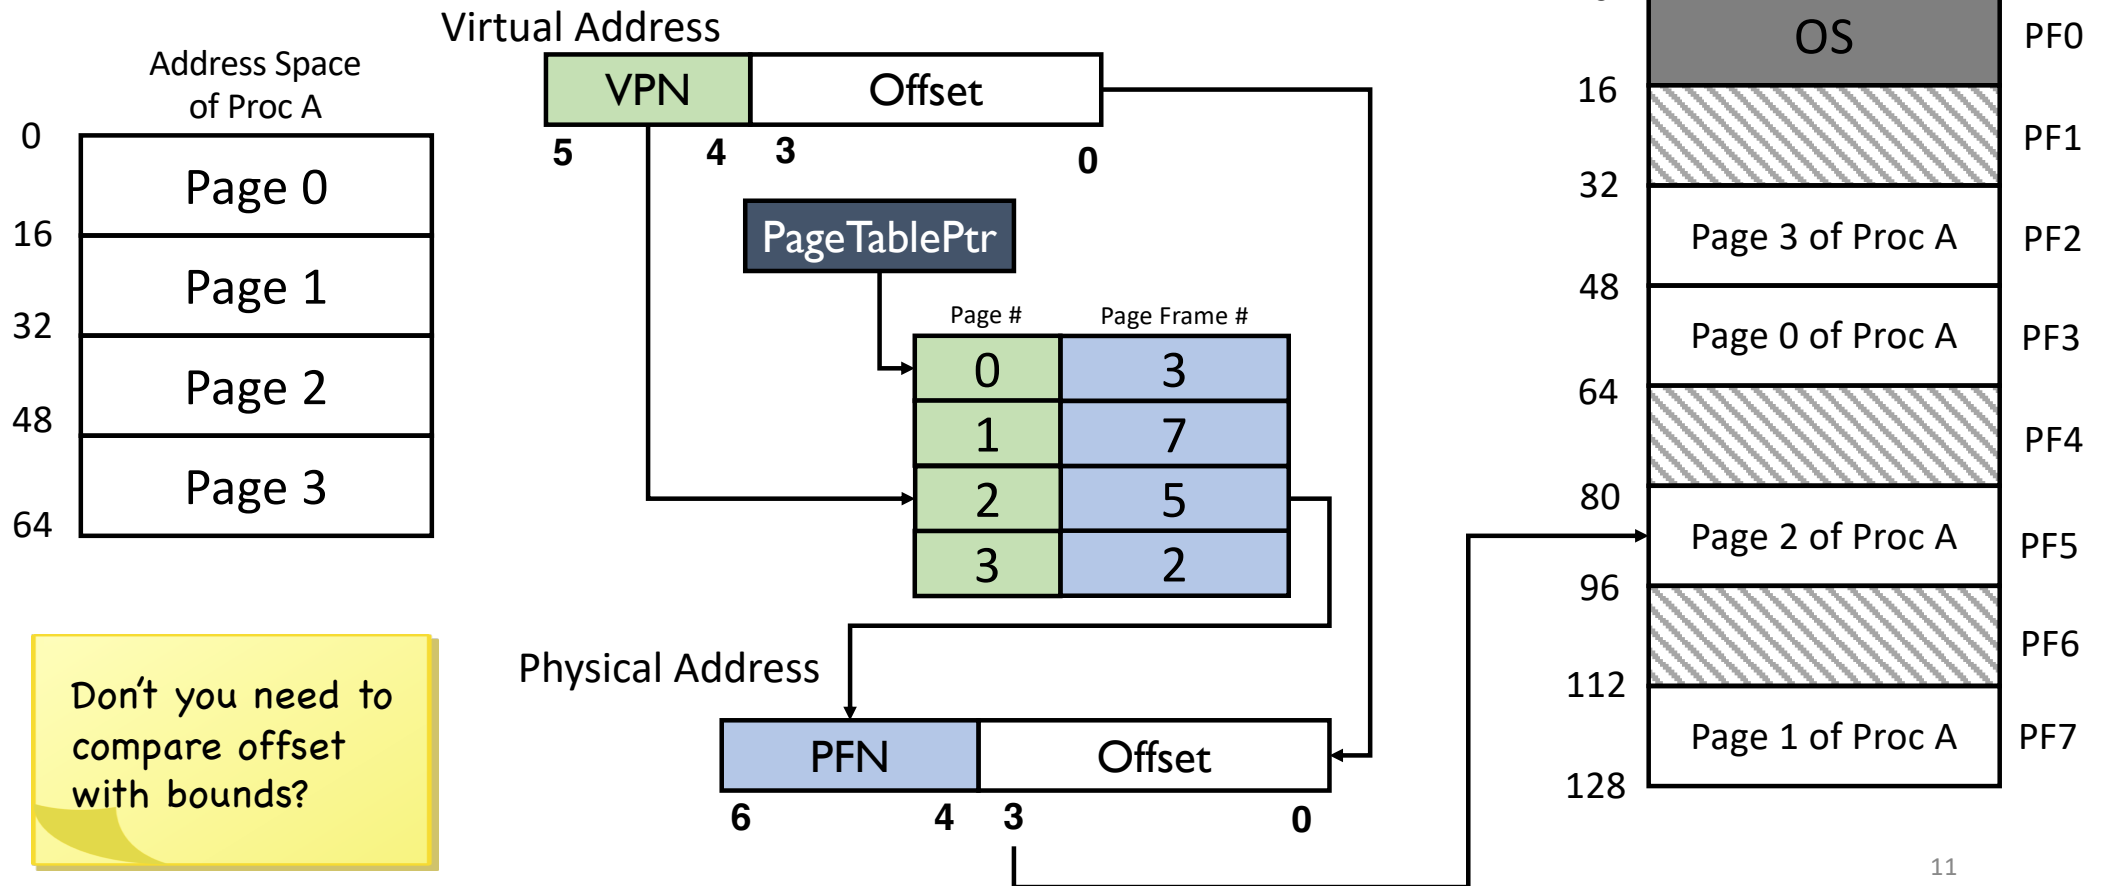 Address Space
of Proc A
0
Page 0
16
Page 1
32
Page 2
48
Page 3
64
Don't you need to
compare offset
with bounds?
Virtual Address
VPN
Offset
5
4
3
0
PageTablePtr
Page #
Page Frame #
0
3
1
7
2
5
3
2
Physical Address
PFN
Offset
6
4
3
0
OS
PF0
16
PF1
32
Page 3 of Proc A
PF2
48
Page 0 of Proc A
PF3
64
PF4
80
Page 2 of Proc A
PF5
96
PF6
112
Page 1 of Proc A
PF7
128
11